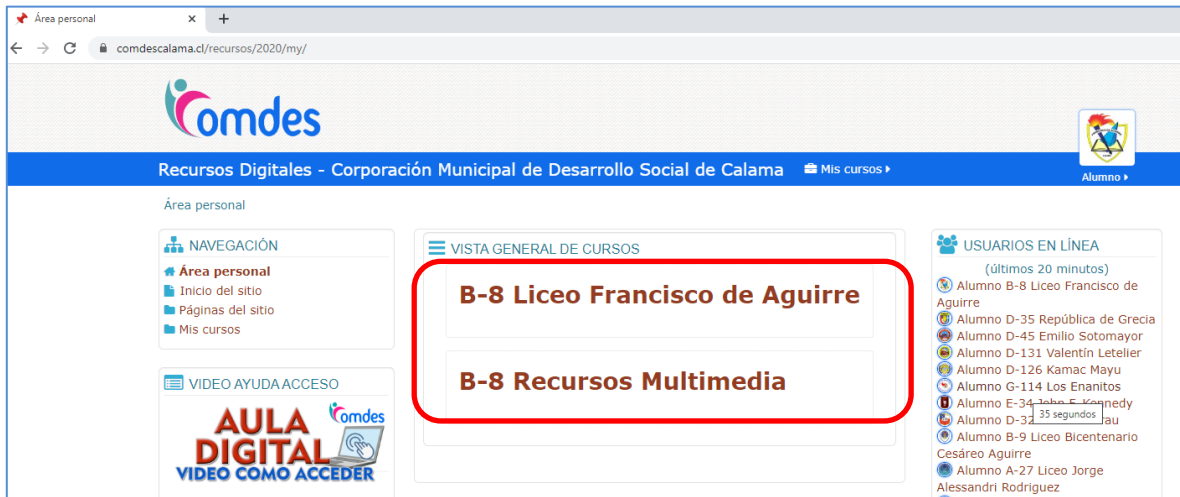 Área personal
comdescalama.cl/recursos/2020/my/
Comdes
Recursos Digitales - Corporación Municipal de Desarrollo Social de Calama Mis cursos
Alumno
Área personal
NAVEGACIÓN
Área personal
Inicio del sitio
Páginas del sitio
Mis cursos
VIDEO AYUDA ACCESO
Comdes
AULA
DIGITAL
VIDEO COMO ACCEDER
VISTA GENERAL DE CURSOS
B-8 Liceo Francisco de Aguirre
B-8 Recursos Multimedia
USUARIOS EN LÍNEA
(últimos 20 minutos)
Alumno B-8 Liceo Francisco de
Aguirre
Alumno D-35 República de Grecia
Alumno D-45 Emilio Sotomayor
Alumno D-131 Valentín Letelier
Alumno D-126 Kamac Mayu
Alumno G-114 Los Enanitos
Alumno E-34 John F. Kennedy
Alumno D-32
35 segundos
Alumno B-9 Liceo Bicentenario
Cesáreo Aguirre
Alumno A-27 Liceo Jorge
Alessandri Rodriguez